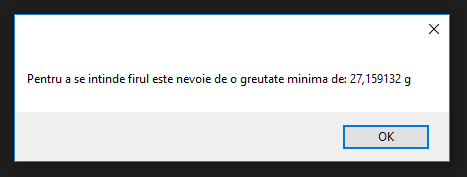 Pentru a se intinde firul este nevoie de o greutate minima de: 27,159132 g
OK